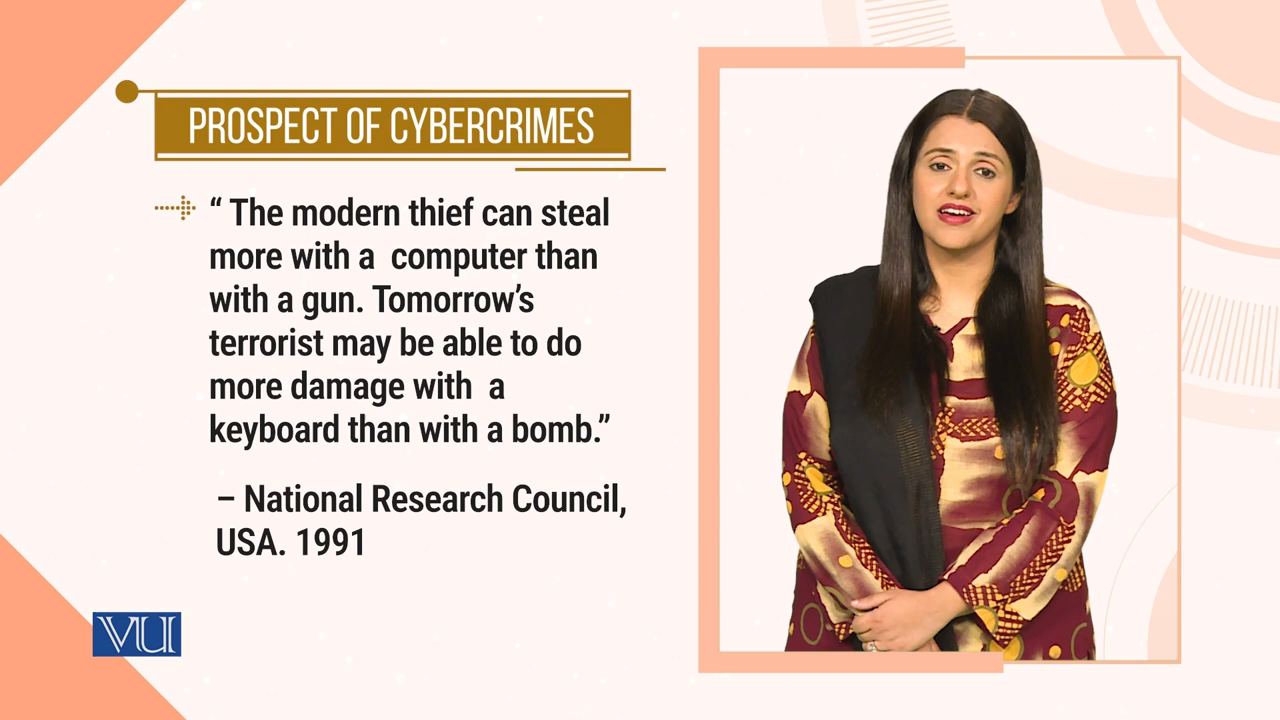 PROSPECT OF CYBERCRIMES
“ The modern thief can steal
more with a  computer than
with a gun. Tomorrow’s
terrorist may be able to do
more damage with  a
keyboard than with a bomb.”
– National Research Council,
USA. 1991
VU